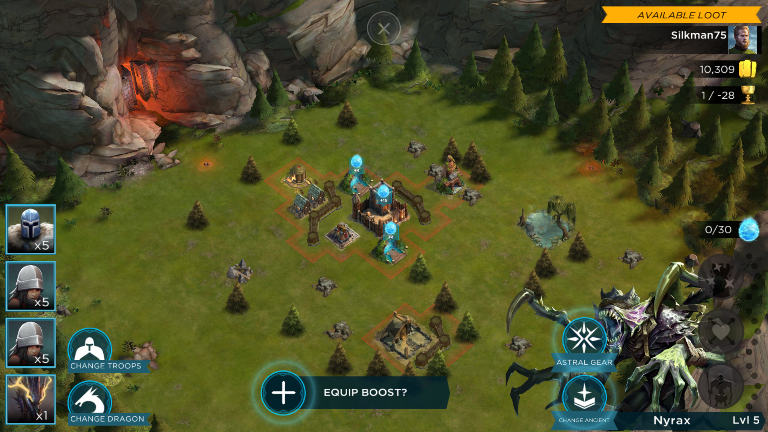 AVAILABLE LOOT
Silkman75
10,309
1 / -28
0/30
x5
x5
x5
x1
CHANGE TROOPS
CHANGE DRAGON
EQUIP BOOST?
ASTRAL GEAR
CHANGE ANCIENT
Nyrax
Lvl 5